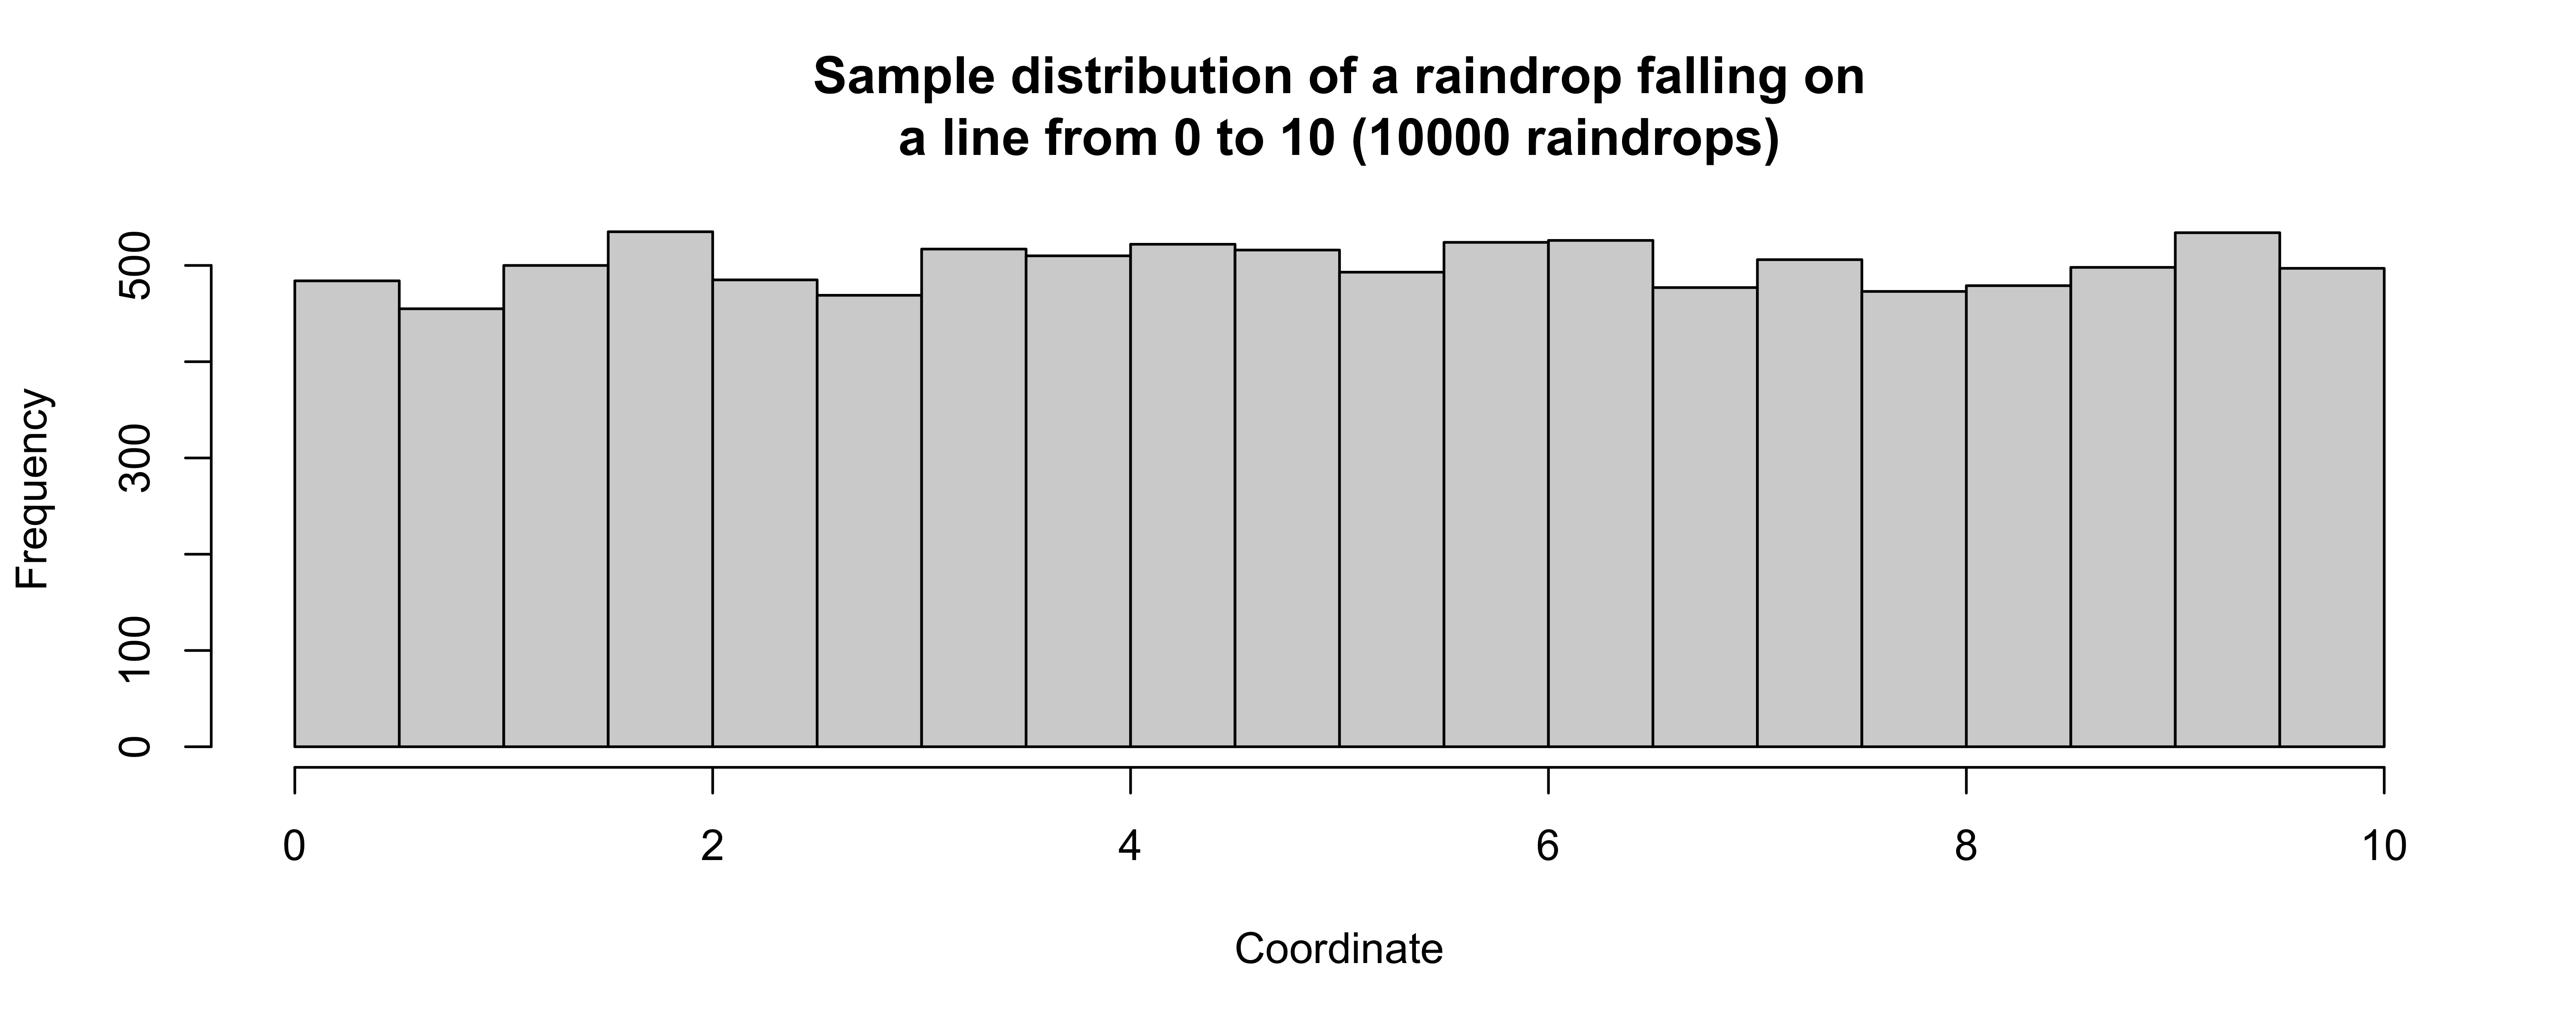 Sample distribution of a raindrop falling on
a line from 0 to 10 (10000 raindrops)
Frequency
500
300
100
0
0 2 4 6 8 10
Coordinate